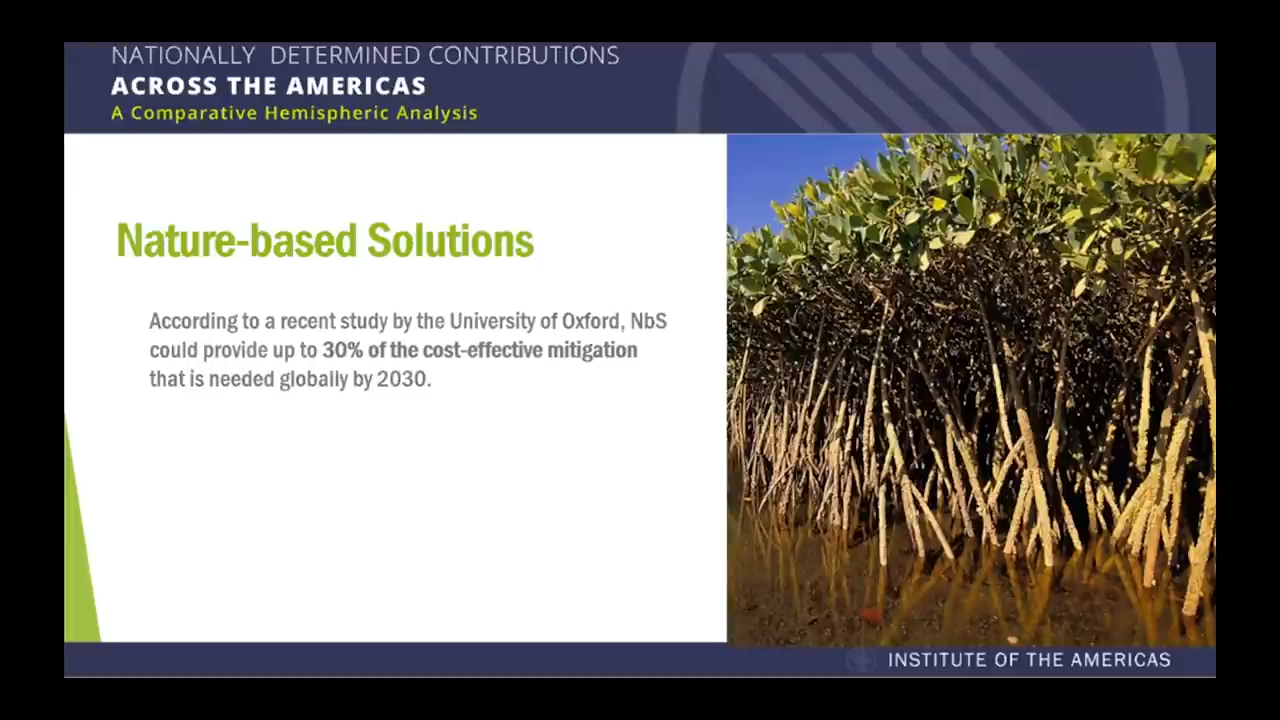 NATIONALLY DETERMINED CONTRIBUTIONS
ACROSS THE AMERICAS
A Comparative Hemispheric Analysis
Nature-based Solutions
According to a recent study by the University of Oxford, NbS
could provide up to 30% of the cost-effective mitigation
that is needed globally by 2030.
INSTITUTE OF THE AMERICAS